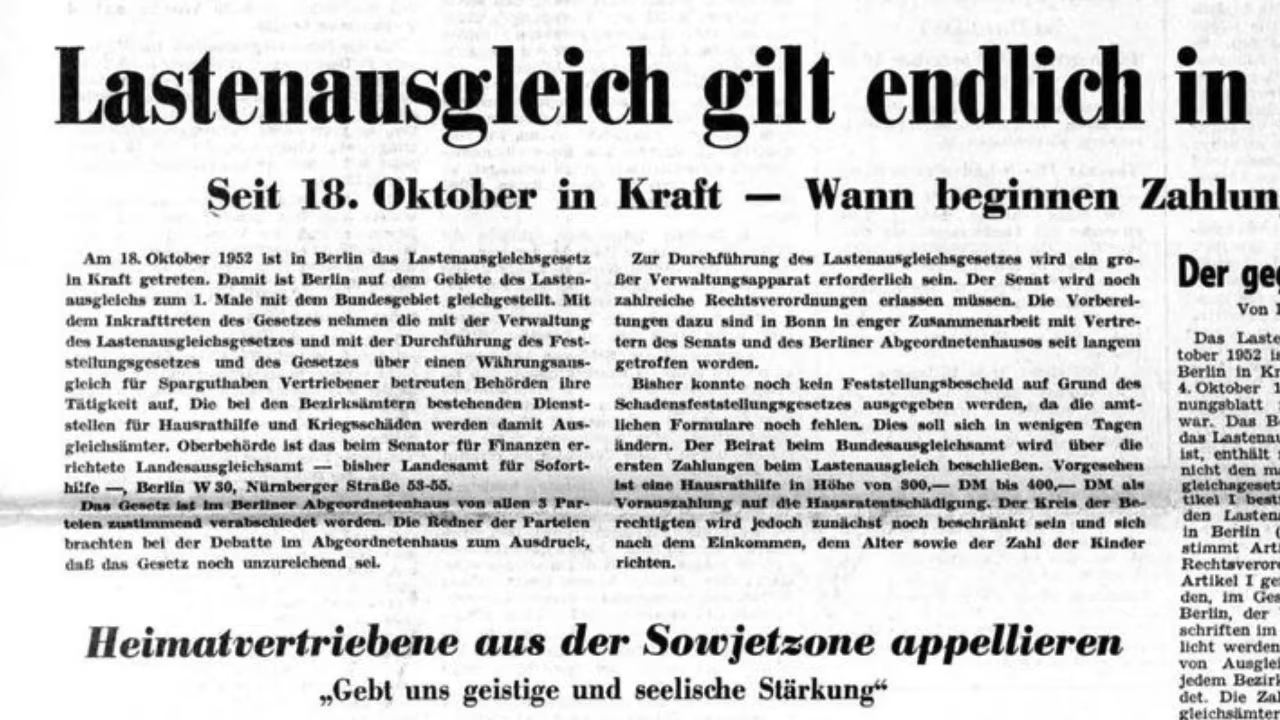 Lastenausgleich gilt endlich in
Seit 18. Oktober in Kraft — Wann beginnen Zahlun
Am 18. Oktober 1952 ist in Berlin das Lastenausgleichsgesetz
in Kraft getreten. Damit ist Berlin auf dem Gebiete des Lasten-
ausgleichs zum 1. Male mit dem Bundesgebiet gleichgestellt. Mit
dem Inkrafttreten des Gesetzes nehmen die mit der Verwaltung
des Lastenausgleichsgesetzes und mit der Durchführung des Fest-
stellungsgesetzes und des Gesetzes über einen Währungsaus-
gleich für Sparguthaben Vertriebener betreuten Behörden ihre
Tätigkeit auf. Die bei den Bezirksämtern bestehenden Dienst-
stellen für Hausrathilfe und Kriegsschäden werden damit Aus-
gleichsämter. Oberbehörde ist das beim Senator für Finanzen er-
richtete Landesausgleichsamt — bisher Landesamt für Sofort-
hilfe —, Berlin W 30, Nürnberger Straße 53-55.
Das Gesetz ist im Berliner Abgeordnetenhaus von allen 3 Par-
teien zustimmend verabschiedet worden. Die Redner der Parteien
brachten bei der Debatte im Abgeordnetenhaus zum Ausdruck,
daß das Gesetz noch unzureichend sei.
Zur Durchführung des Lastenausgleichsgesetzes wird ein gro-
ßer Verwaltungsapparat erforderlich sein. Der Senat wird noch
zahlreiche Rechtsverordnungen erlassen müssen. Die Vorberei-
tungen dazu sind in Bonn in enger Zusammenarbeit mit Vertre-
tern des Senats und des Berliner Abgeordnetenhauses seit langem
getroffen worden.
Bisher konnte noch kein Feststellungsbescheid auf Grund des
Schadensfeststellungsgesetzes ausgegeben werden, da die amt-
lichen Formulare noch fehlen. Dies soll sich in wenigen Tagen
ändern. Der Beirat beim Bundesausgleichsamt wird über die
ersten Zahlungen beim Lastenausgleich beschließen. Vorgesehen
ist eine Hausrathilfe in Höhe von 300,— DM bis 400,— DM als
Vorauszahlung auf die Hausratentschädigung. Der Kreis der Be-
rechtigten wird jedoch zunächst noch beschränkt sein und sich
nach dem Einkommen, dem Alter sowie der Zahl der Kinder
richten.
Heimatvertriebene aus der Sowjetzone appellieren
„Gebt uns geistige und seelische Stärkung“
Der geg
Von
Das Laste
tober 1952 i
Berlin in Kr
4. Oktober 1
nungsblatt
war. Das B
das Lastena
ist, enthält
nicht den m
gleichsgeset
tikel I best
den Lasten
in Berlin (
stimmt Arti
Rechtsveror
Artikel I ge
den, im Ges
Berlin, der
schriften im
licht werden
von Ausglei
jedem Bezirk
det. Die Za
gleichsämter